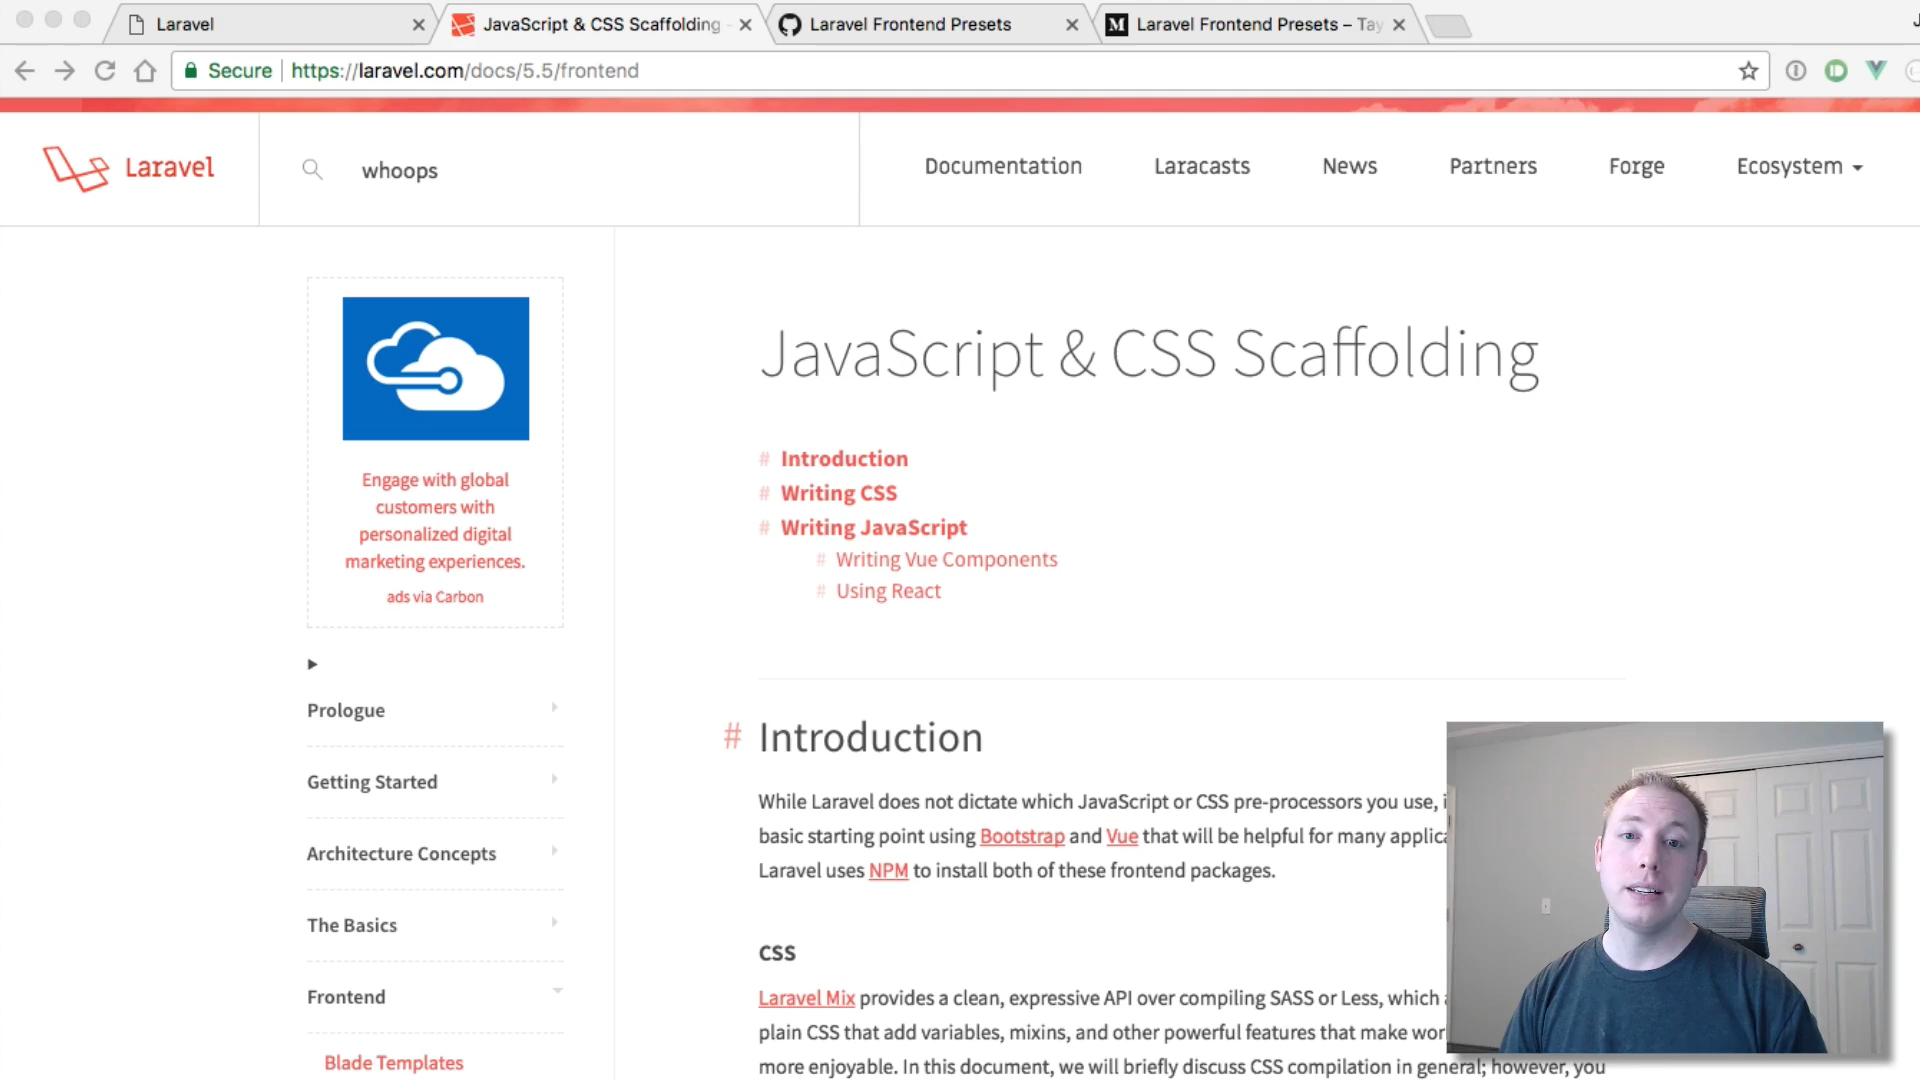 Laravel
JavaScript & CSS Scaffolding -
Laravel Frontend Presets
Laravel Frontend Presets – Tay
Secure
https://laravel.com/docs/5.5/frontend
Laravel
whoops
Documentation
Laracasts
News
Partners
Forge
Ecosystem
Engage with global
customers with
personalized digital
marketing experiences.
ads via Carbon
Prologue
Getting Started
Architecture Concepts
The Basics
Frontend
Blade Templates
JavaScript & CSS Scaffolding
# Introduction
# Writing CSS
# Writing JavaScript
# Writing Vue Components
# Using React
# Introduction
While Laravel does not dictate which JavaScript or CSS pre-processors you use, i
basic starting point using Bootstrap and Vue that will be helpful for many applica
Laravel uses NPM to install both of these frontend packages.
CSS
Laravel Mix provides a clean, expressive API over compiling SASS or Less, which
plain CSS that add variables, mixins, and other powerful features that make wor
more enjoyable. In this document, we will briefly discuss CSS compilation in general; however, you